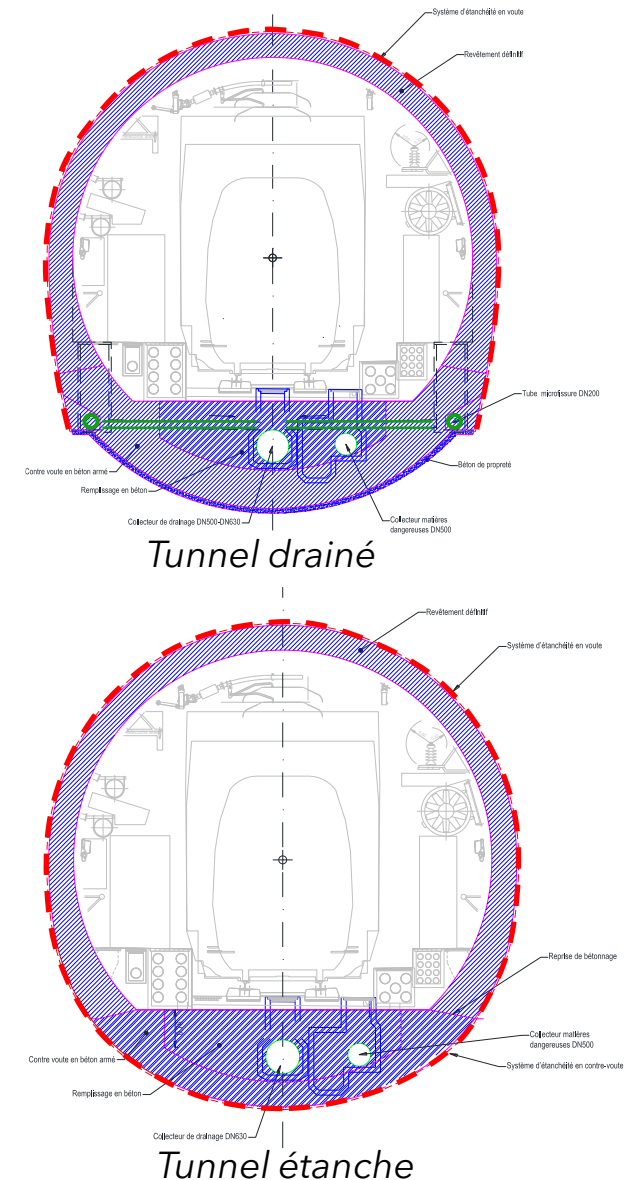 Système d'étanchéité en voute
Revêtement définitif
Tube microfissure DN200
Contre voute en béton armé
Béton de propreté
Remplissage en béton
Collecteur de drainage DN500-DN630
Collecteur matières
dangereuses DN500
Tunnel drainé
Revêtement définitif
Système d'étanchéité en voute
Reprise de bétonnage
Collecteur matières
dangereuses DN500
Contre voute en béton armé
Système d'étanchéité en contre-voute
Remplissage en béton
Collecteur de drainage DN630
Tunnel étanche